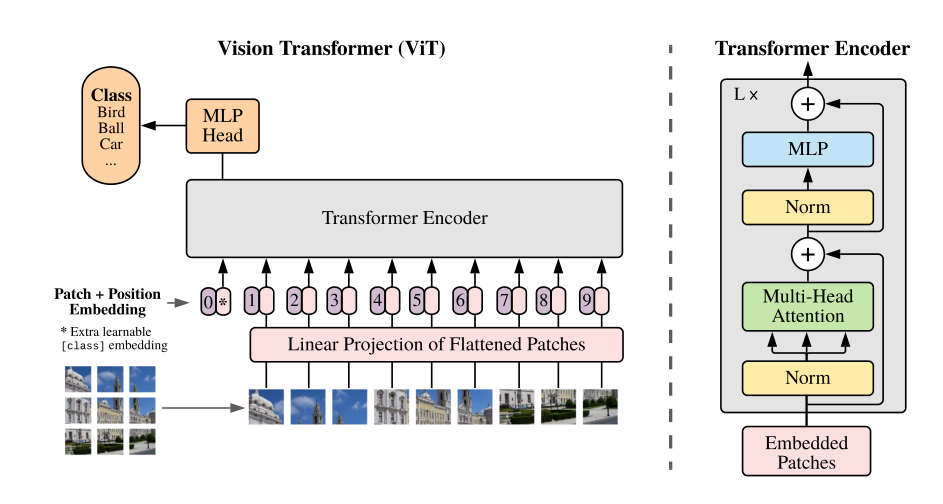 Vision Transformer (ViT)
Class
Bird
Ball
Car
...
MLP
Head
Transformer Encoder
0 * 1 2 3 4 5 6 7 8 9
Patch + Position
Embedding
* Extra learnable
[class] embedding
Linear Projection of Flattened Patches
Transformer Encoder
L ×
+
MLP
Norm
+
Multi-Head
Attention
Norm
Embedded
Patches